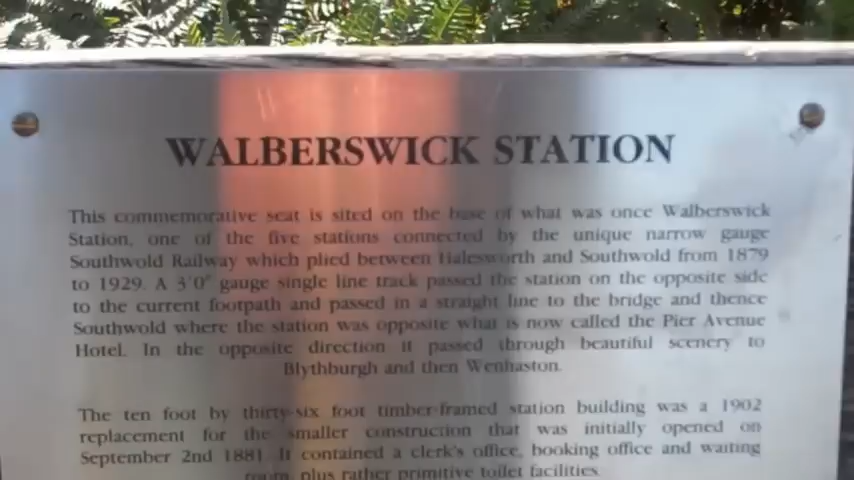 WALBERSWICK STATION
This commemorative seat is sited on the base of what was once Walberswick
Station, one of the five stations connected by the unique narrow gauge
Southwold Railway which plied between Halesworth and Southwold from 1879
to 1929. A 3'0" gauge single line track passed the station on the opposite side
to the current footpath and passed in a straight line to the bridge and thence
Southwold where the station was opposite what is now called the Pier Avenue
Hotel. In the opposite direction it passed through beautiful scenery to
Blythburgh and then Wenhaston.
The ten foot by thirty-six foot timber-framed station building was a 1902
replacement for the smaller construction that was initially opened on
September 2nd 1881. It contained a clerk's office, booking office and waiting
room, plus rather primitive toilet facilities.